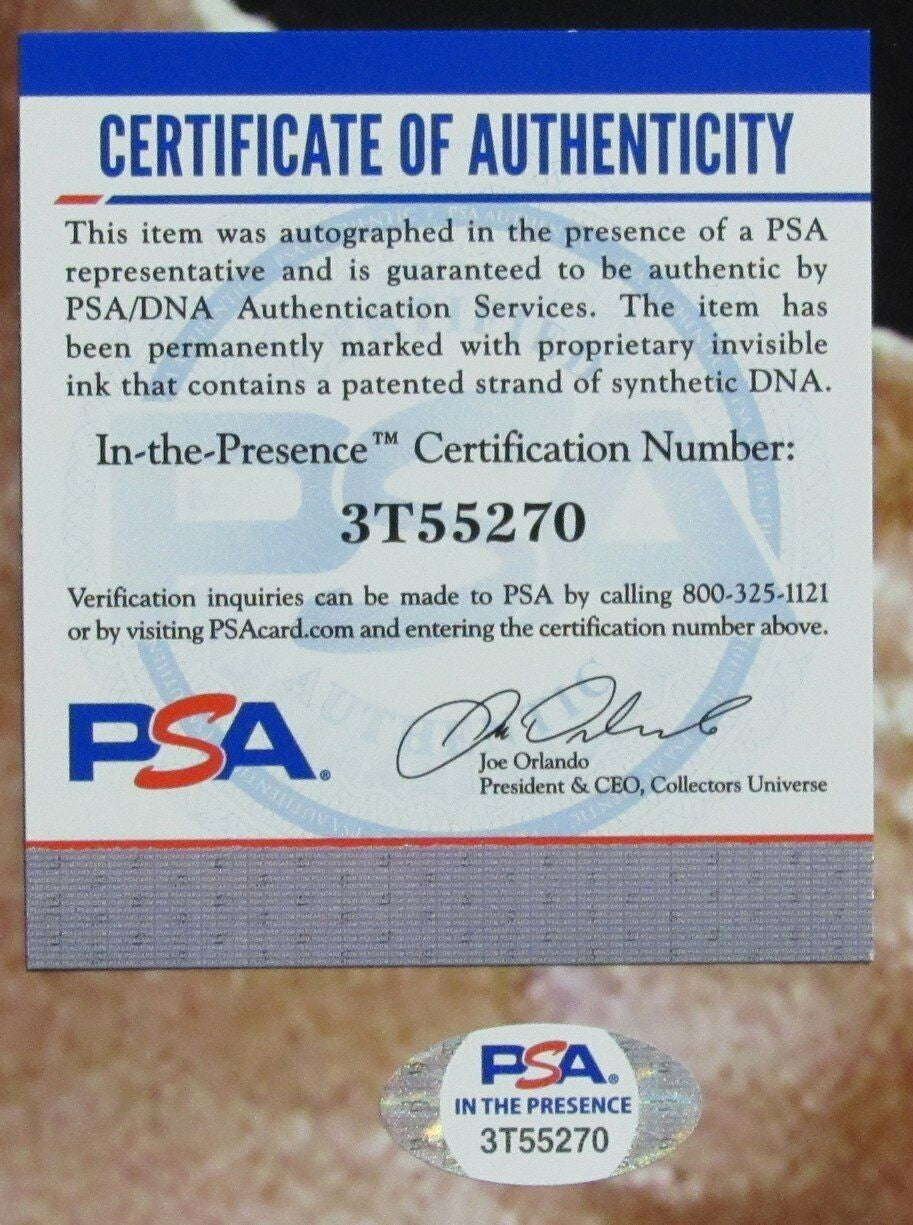 CERTIFICATE OF AUTHENTICITY
This item was autographed in the presence of a PSA
representative and is guaranteed to be authentic by
PSA/DNA Authentication Services. The item has
been permanently marked with proprietary invisible
ink that contains a patented strand of synthetic DNA.
In-the-Presence™ Certification Number:
3T55270
Verification inquiries can be made to PSA by calling 800-325-1121
or by visiting PSAcard.com and entering the certification number above.
PSA®
Joe Orlando
President & CEO, Collectors Universe
PSA®
IN THE PRESENCE
3T55270